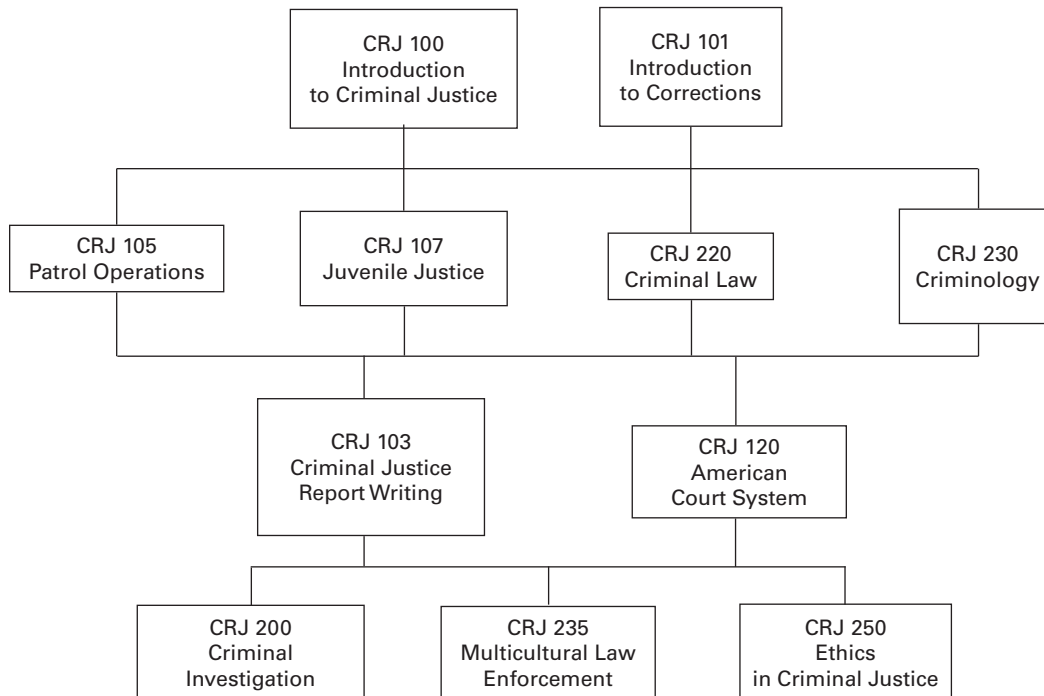 CRJ 100
Introduction
to Criminal Justice
CRJ 101
Introduction
to Corrections
CRJ 105
Patrol Operations
CRJ 107
Juvenile Justice
CRJ 220
Criminal Law
CRJ 230
Criminology
CRJ 103
Criminal Justice
Report Writing
CRJ 120
American
Court System
CRJ 200
Criminal
Investigation
CRJ 235
Multicultural Law
Enforcement
CRJ 250
Ethics
in Criminal Justice